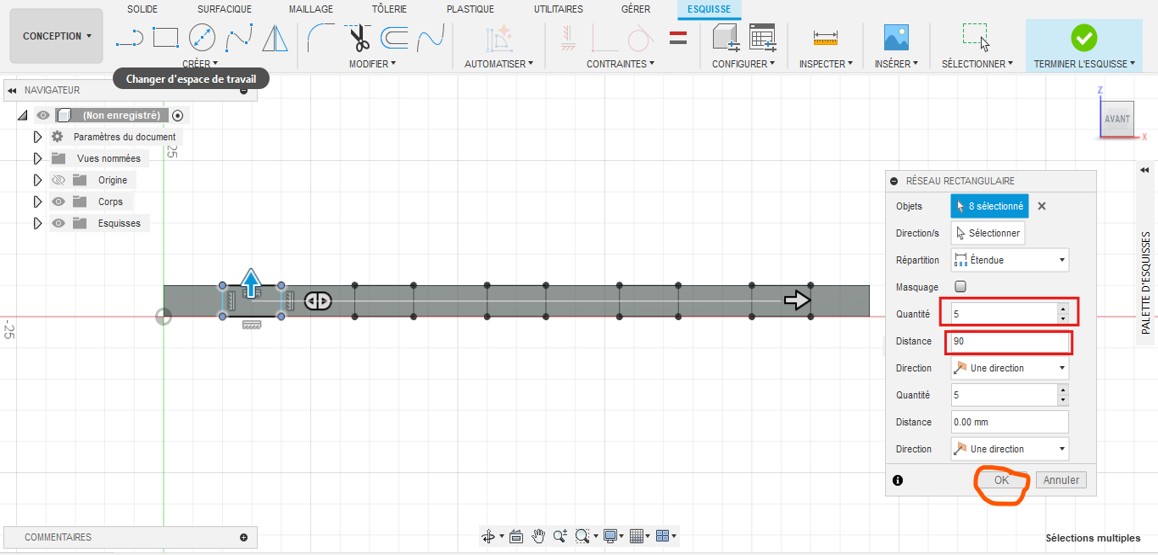 SOLIDE SURFACIQUE MAILLAGE TÔLERIE PLASTIQUE UTILITAIRES GÉRER ESQUISSE
CONCEPTION
CRÉER MODIFIER AUTOMATISER CONTRAINTES CONFIGURER INSPECTER INSÉRER SÉLECTIONNER TERMINER L'ESQUISSE
Changer d'espace de travail
NAVIGATEUR
(Non enregistré)
Paramètres du document
Vues nommées
Origine
Corps
Esquisses
25
-25
Z
AVANT
X
PALETTE D'ESQUISSES
RÉSEAU RECTANGULAIRE
Objets 8 sélectionné
Direction/s Sélectionner
Répartition Étendue
Masquage
Quantité 5
Distance 90
Direction Une direction
Quantité 5
Distance 0.00 mm
Direction Une direction
OK Annuler
COMMENTAIRES
Sélections multiples